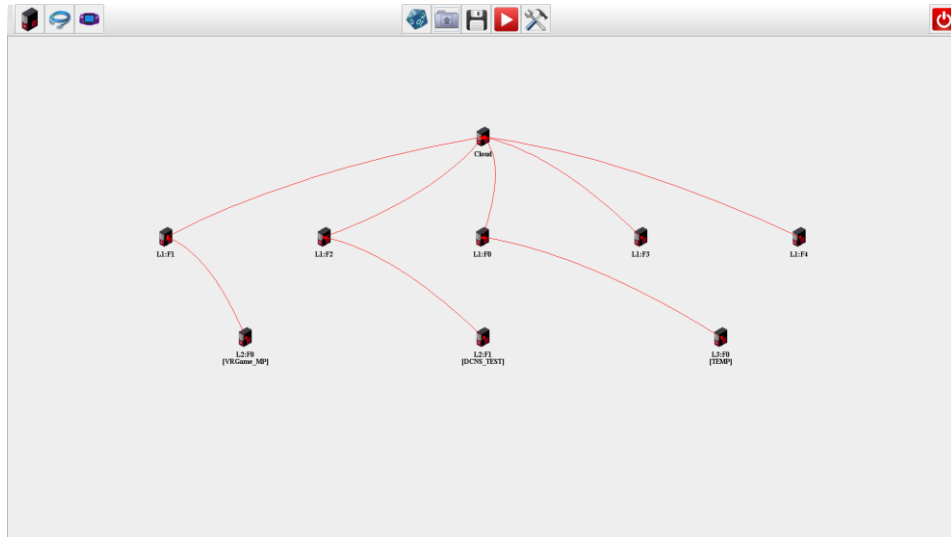 Cloud
L1:F1
L1:F2
L1:F0
L1:F3
L1:F4
L2:F0
[VRGame_MP]
L2:F1
[DCNS_TEST]
L3:F0
[TEMP]